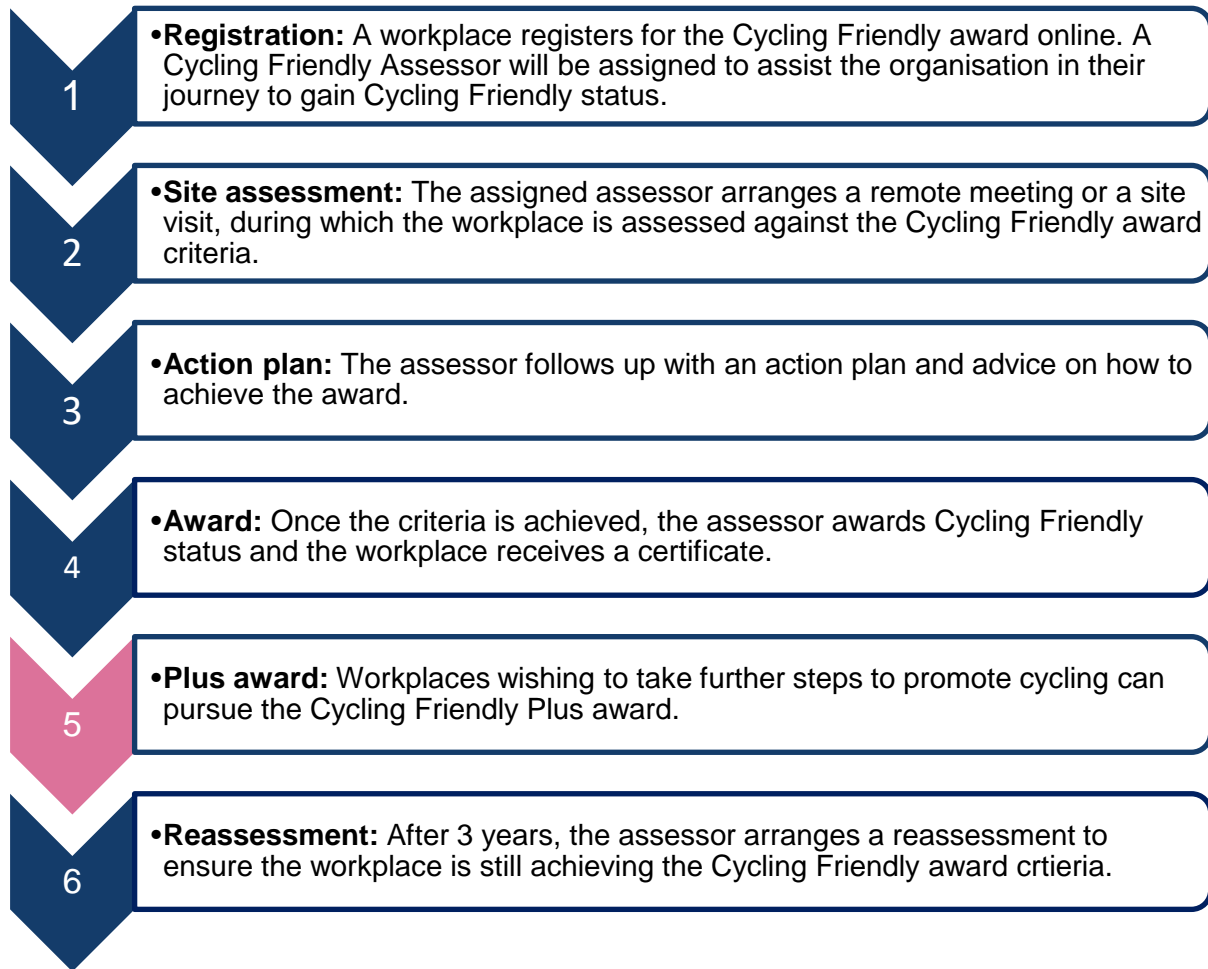 1
•Registration: A workplace registers for the Cycling Friendly award online. A
Cycling Friendly Assessor will be assigned to assist the organisation in their
journey to gain Cycling Friendly status.
2
•Site assessment: The assigned assessor arranges a remote meeting or a site
visit, during which the workplace is assessed against the Cycling Friendly award
criteria.
3
•Action plan: The assessor follows up with an action plan and advice on how to
achieve the award.
4
•Award: Once the criteria is achieved, the assessor awards Cycling Friendly
status and the workplace receives a certificate.
5
•Plus award: Workplaces wishing to take further steps to promote cycling can
pursue the Cycling Friendly Plus award.
6
•Reassessment: After 3 years, the assessor arranges a reassessment to
ensure the workplace is still achieving the Cycling Friendly award crtieria.